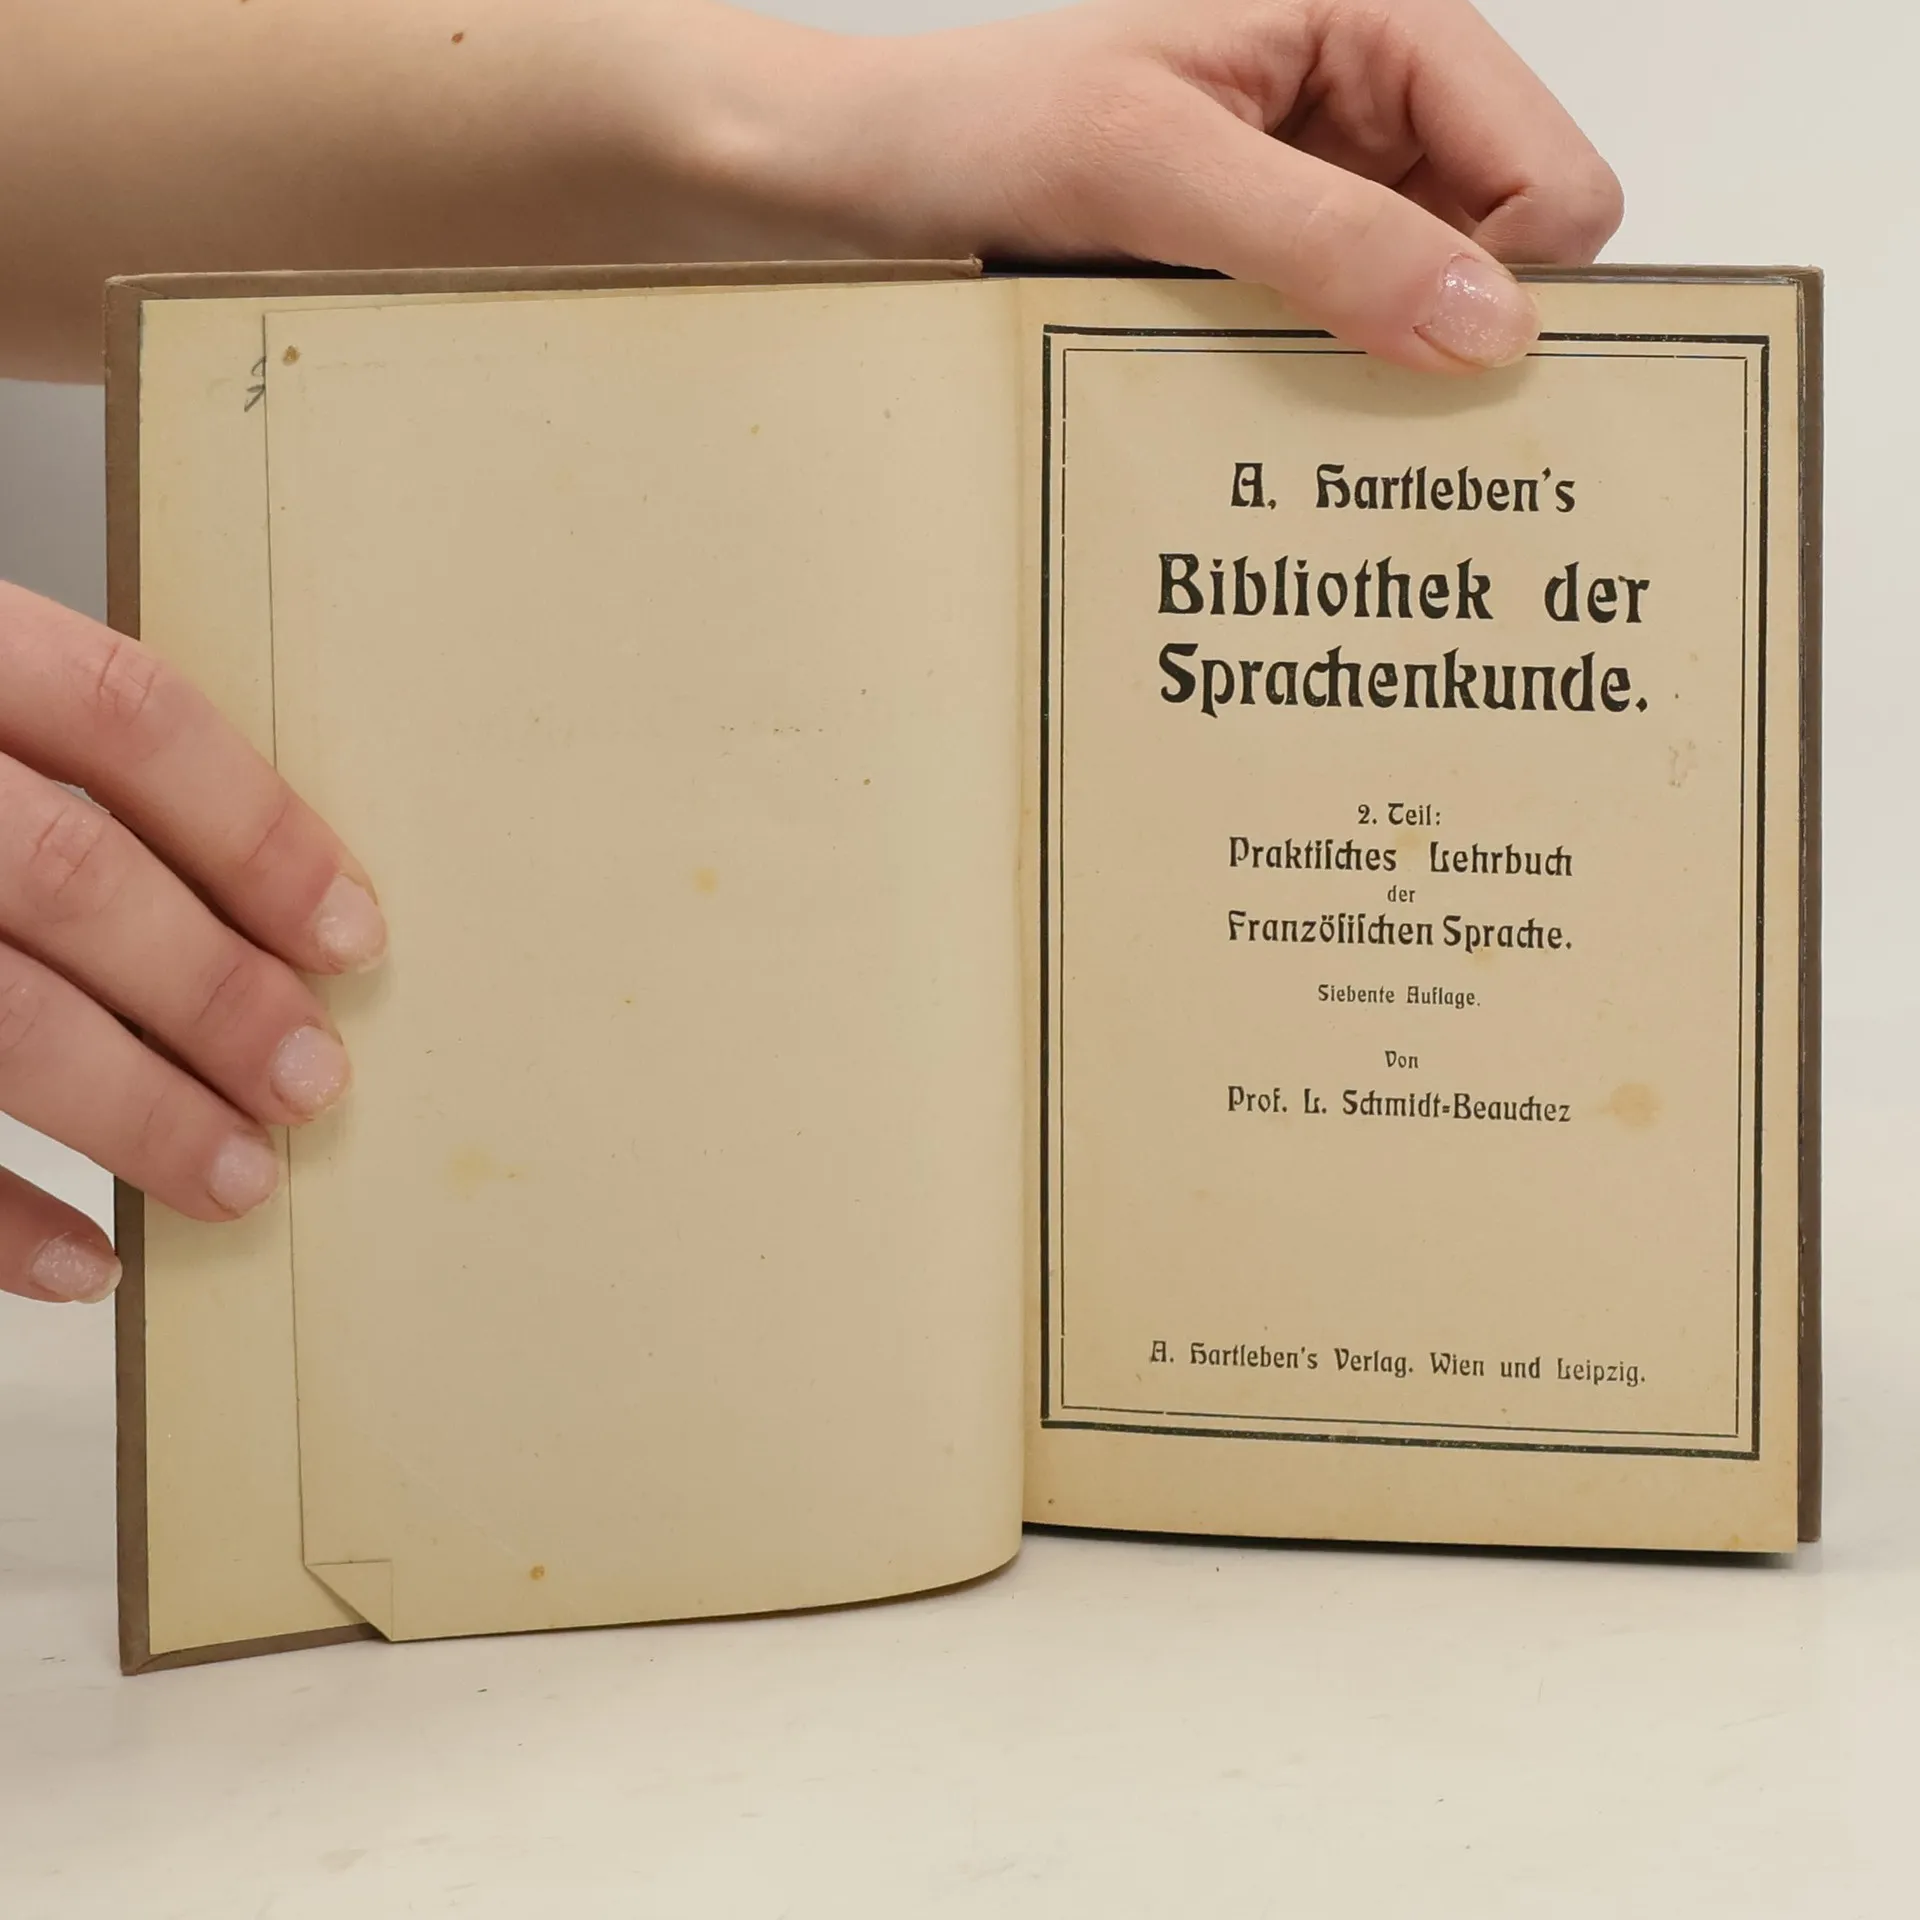 A. Hartleben's
Bibliothek der
Sprachenkunde.
2. Teil:
Praktiſches Lehrbuch
der
Franzöſiſchen Sprache.
Siebente Auflage.
Von
Prof. L. Schmidt=Beauchez
A. Hartleben's Verlag. Wien und Leipzig.